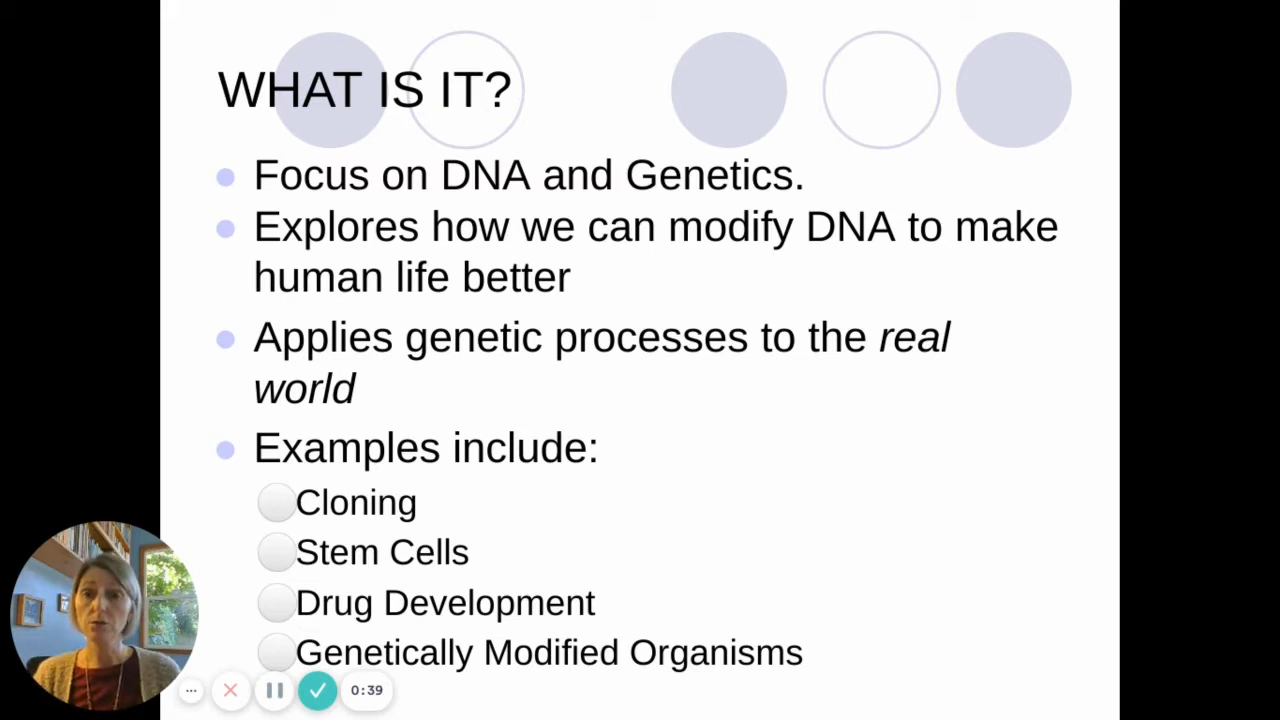 WHAT IS IT?
Focus on DNA and Genetics.
Explores how we can modify DNA to make
human life better
Applies genetic processes to the real
world
Examples include:
Cloning
Stem Cells
Drug Development
Genetically Modified Organisms
0:39